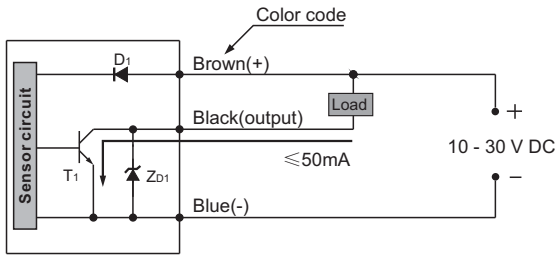 Color code
D1
Brown(+)
Sensor circuit
Load
+
Black(output)
10 - 30 V DC
≤50mA
T1
ZD1
−
Blue(-)